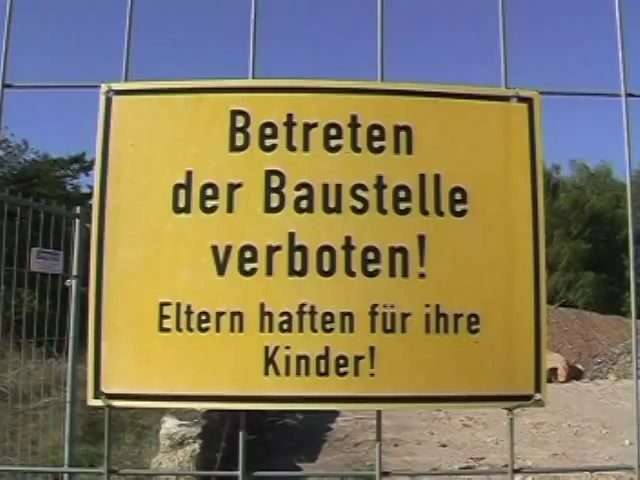 Betreten
der Baustelle
verboten!
Eltern haften für ihre
Kinder!